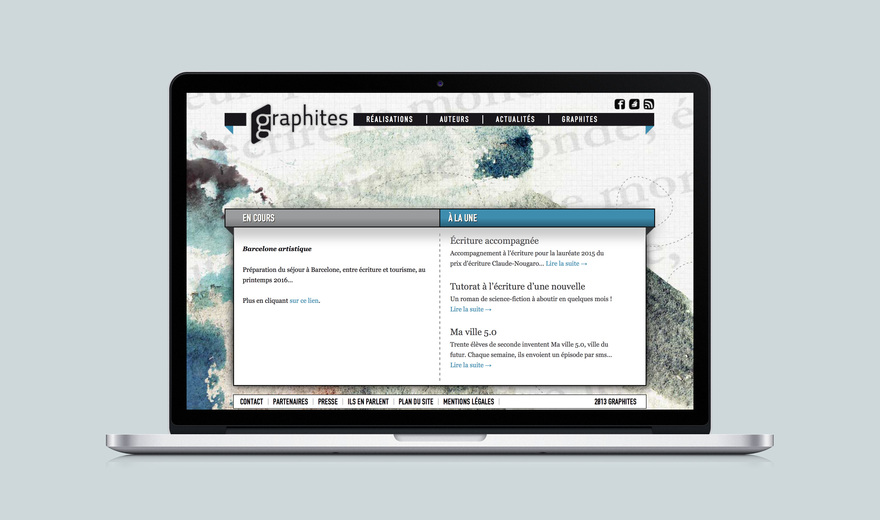 graphites
RÉALISATIONS | AUTEURS | ACTUALITÉS | GRAPHITES
EN COURS
Barcelone artistique
Préparation du séjour à Barcelone, entre écriture et tourisme, au
printemps 2016...
Plus en cliquant sur ce lien.
À LA UNE
Écriture accompagnée
Accompagnement à l'écriture pour la lauréate 2015 du
prix d'écriture Claude-Nougaro... Lire la suite →
Tutorat à l'écriture d'une nouvelle
Un roman de science-fiction à aboutir en quelques mois !
Lire la suite →
Ma ville 5.0
Trente élèves de seconde inventent Ma ville 5.0, ville du
futur. Chaque semaine, ils envoient un épisode par sms...
Lire la suite →
CONTACT | PARTENAIRES | PRESSE | ILS EN PARLENT | PLAN DU SITE | MENTIONS LÉGALES |
2013 GRAPHITES